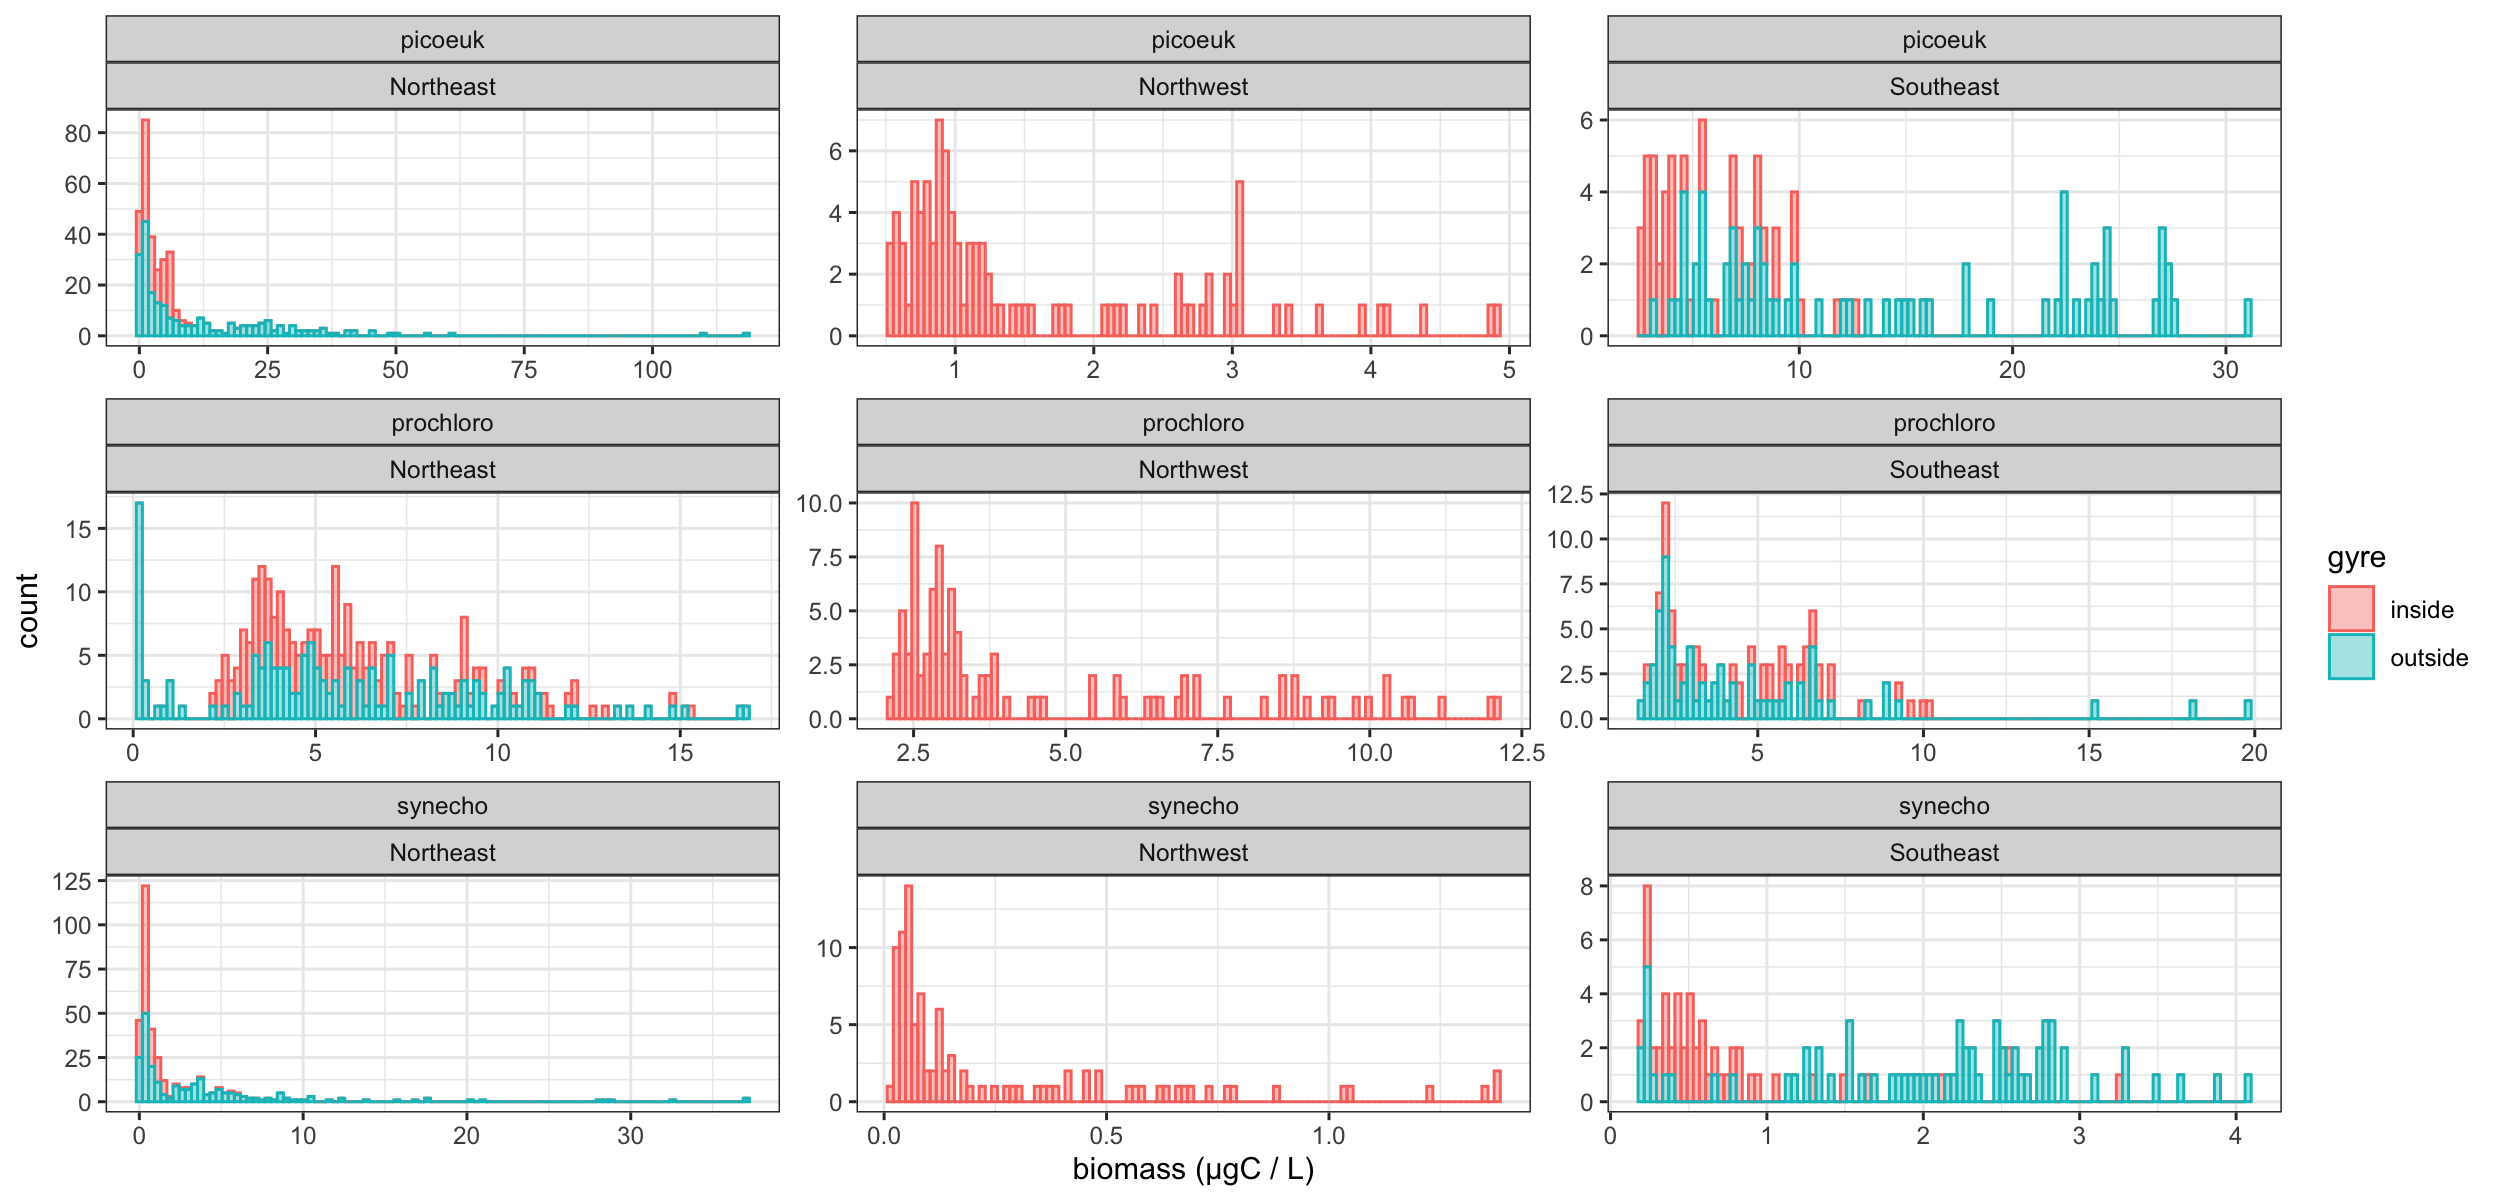 picoeuk
picoeuk
picoeuk
Northeast
Northwest
Southeast
80
60
40
20
0
6
4
2
0
6
4
2
0
0 25 50 75 100
1 2 3 4 5
10 20 30
prochloro
prochloro
prochloro
Northeast
Northwest
Southeast
15
10
5
0
10.0
7.5
5.0
2.5
0.0
12.5
10.0
7.5
5.0
2.5
0.0
0 5 10 15
2.5 5.0 7.5 10.0 12.5
5 10 15 20
synecho
synecho
synecho
Northeast
Northwest
Southeast
125
100
75
50
25
0
10
5
0
8
6
4
2
0
0 10 20 30
0.0 0.5 1.0
0 1 2 3 4
count
biomass (µgC / L)
gyre
inside
outside